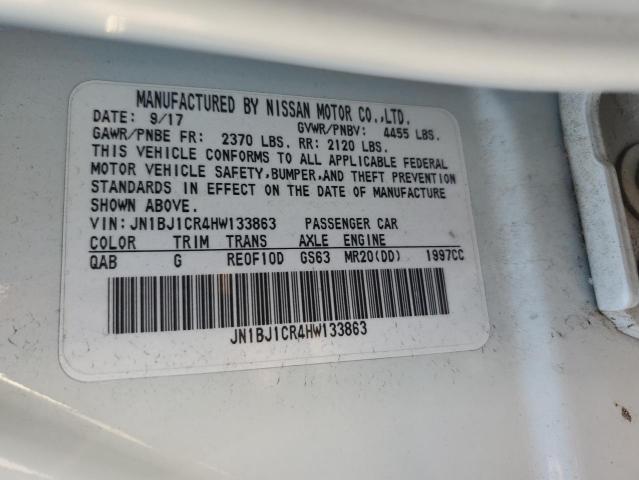 MANUFACTURED BY NISSAN MOTOR CO.,LTD.
DATE: 9/17 GVWR/PNBV: 4455 LBS.
GAWR/PNBE FR: 2370 LBS. RR: 2120 LBS.
THIS VEHICLE CONFORMS TO ALL APPLICABLE FEDERAL
MOTOR VEHICLE SAFETY,BUMPER,AND THEFT PREVENTION
STANDARDS IN EFFECT ON THE DATE OF MANUFACTURE
SHOWN ABOVE.
VIN:JN1BJ1CR4HW133863 PASSENGER CAR
COLOR TRIM TRANS AXLE ENGINE
QAB G RE0F10D GS63 MR20(DD) 1997CC
JN1BJ1CR4HW133863